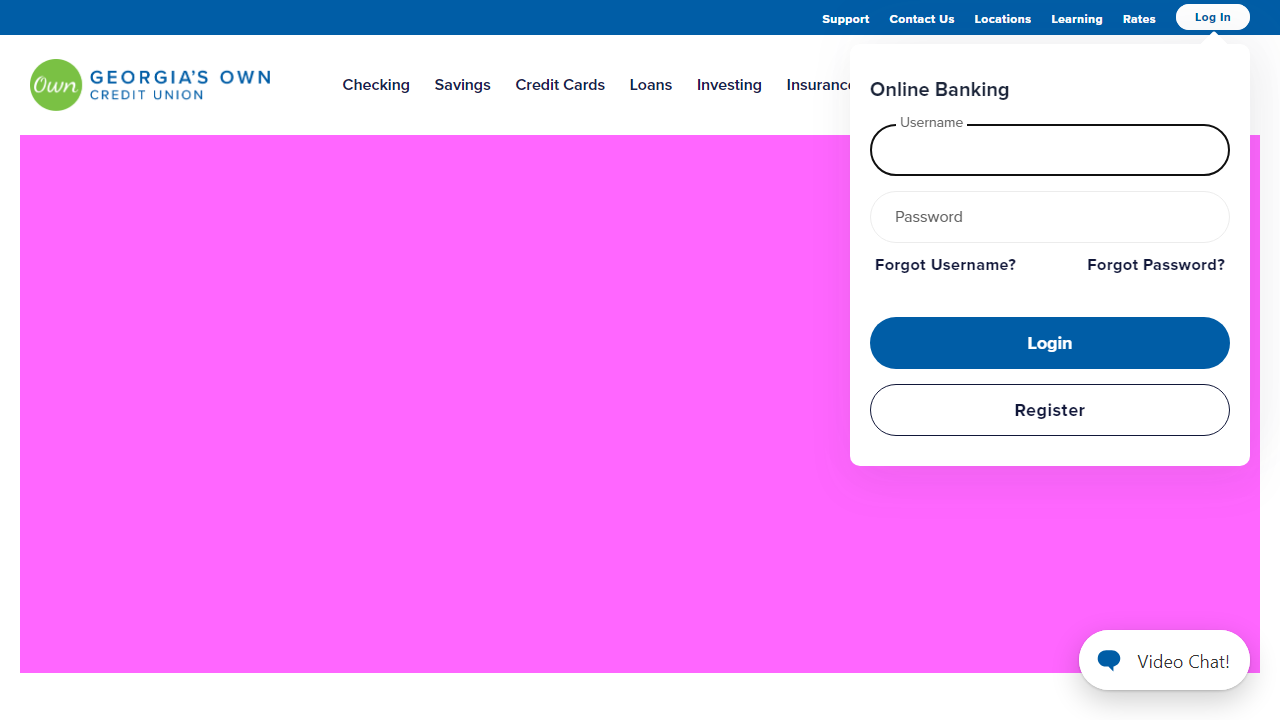 Support Contact Us Locations Learning Rates Log In
Own GEORGIA'S OWN
CREDIT UNION
Checking Savings Credit Cards Loans Investing Insurance
Online Banking
Username
Password
Forgot Username? Forgot Password?
Login
Register
Video Chat!